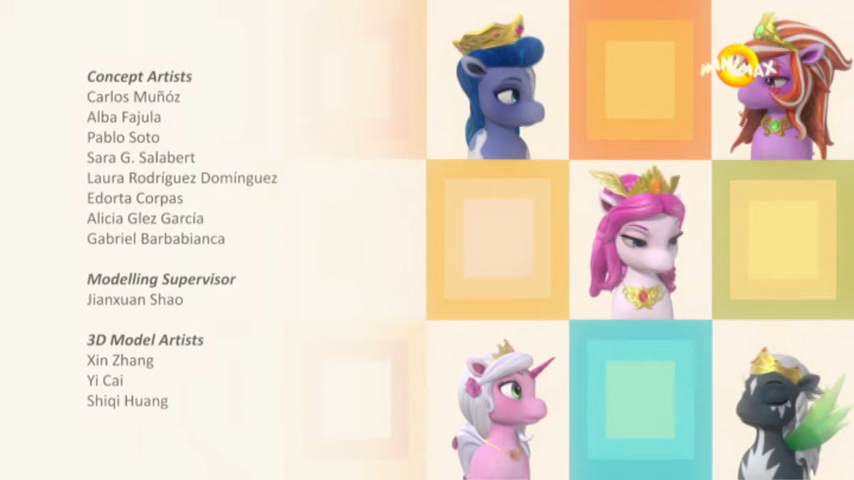 Concept Artists
Carlos Muñóz
Alba Fajula
Pablo Soto
Sara G. Salabert
Laura Rodríguez Domínguez
Edorta Corpas
Alicia Glez García
Gabriel Barbabianca
Modelling Supervisor
Jianxuan Shao
3D Model Artists
Xin Zhang
Yi Cai
Shiqi Huang
MINIMAX